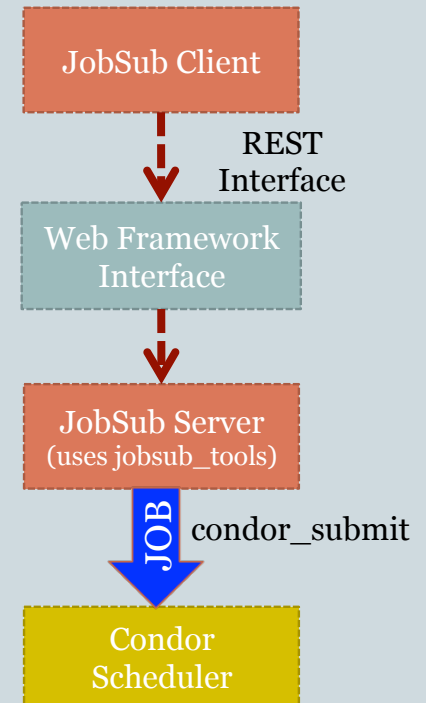 JobSub Client
REST
Interface
Web Framework
Interface
JobSub Server
(uses jobsub_tools)
JOB
condor_submit
Condor
Scheduler